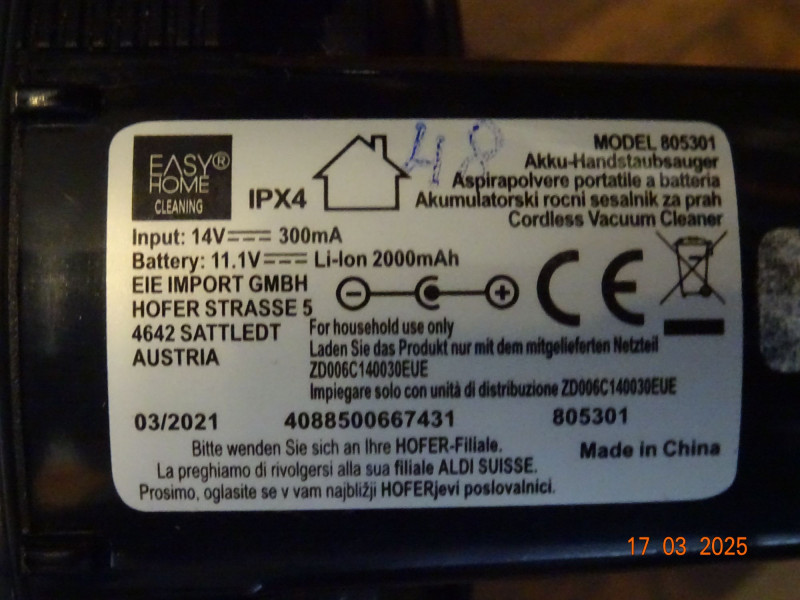 48
EASY®
HOME
CLEANING
IPX4
MODEL 805301
Akku-Handstaubsauger
Aspirapolvere portatile a batteria
Akumulatorski rocni sesalnik za prah
Cordless Vacuum Cleaner
Input: 14V⎓ 300mA
Battery: 11.1V⎓ Li-Ion 2000mAh
EIE IMPORT GMBH
HOFER STRASSE 5
4642 SATTLEDT
AUSTRIA
CE
For household use only
Laden Sie das Produkt nur mit dem mitgelieferten Netzteil
ZD006C140030EUE
Impiegare solo con unità di distribuzione ZD006C140030EUE
03/2021 4088500667431 805301
Bitte wenden Sie sich an Ihre HOFER-Filiale.
La preghiamo di rivolgersi alla sua filiale ALDI SUISSE.
Prosimo, oglasite se v vam najbližji HOFERjevi poslovalnici.
Made in China
17 03 2025